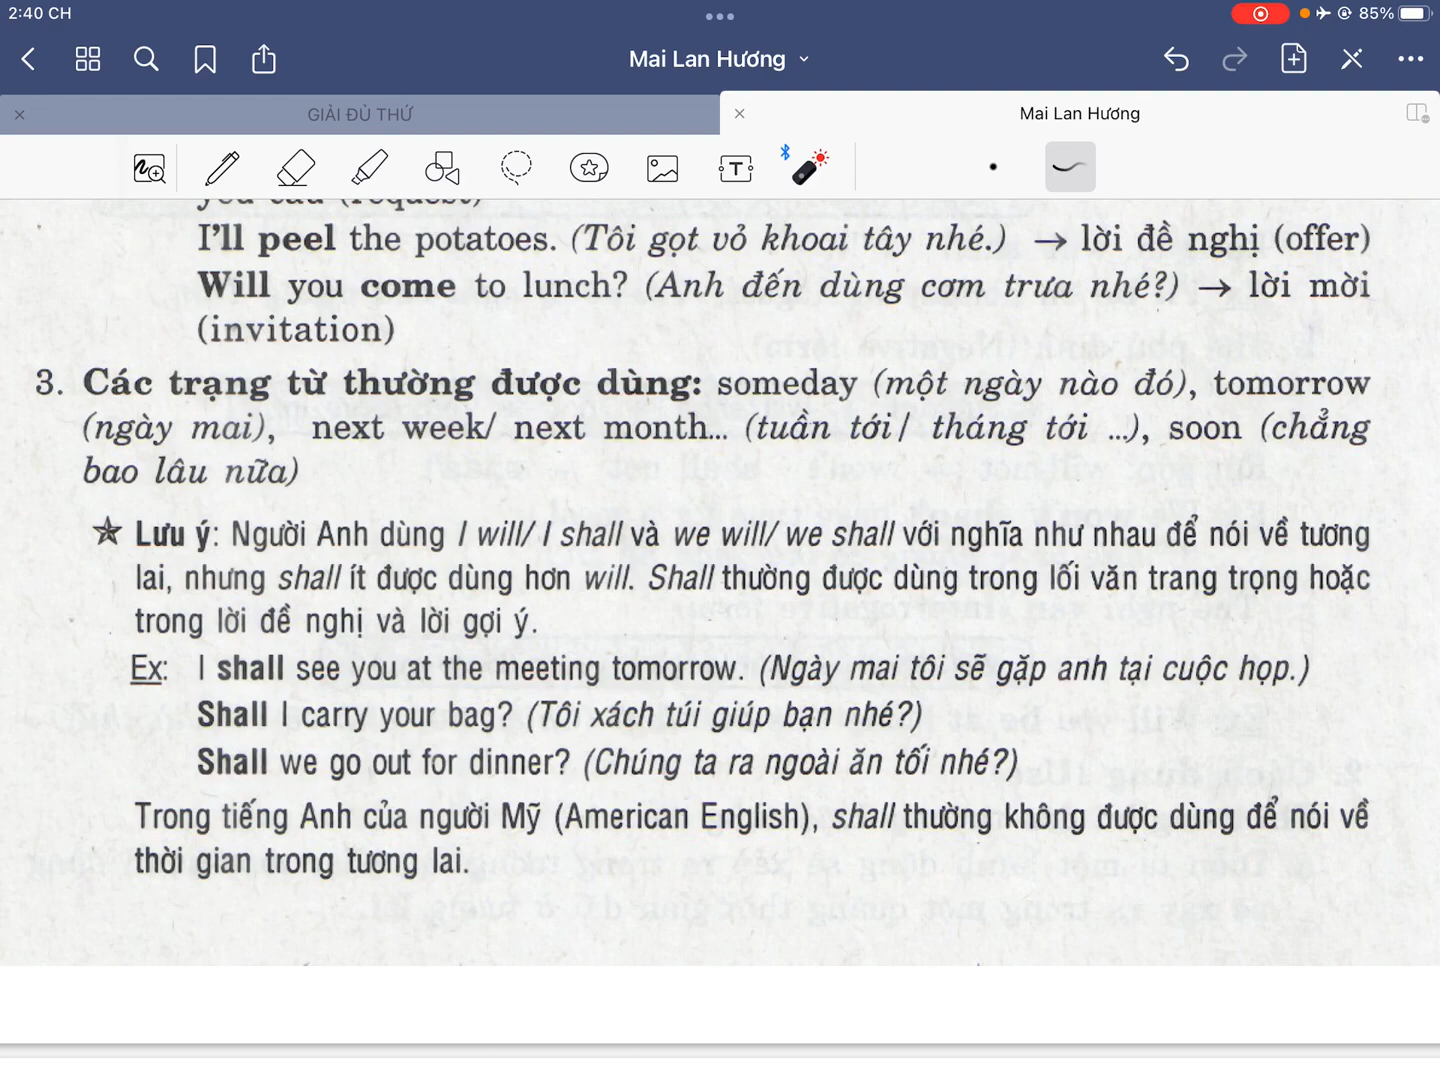 2:40 CH
85%
Mai Lan Hương
GIẢI ĐỦ THỨ
Mai Lan Hương
you tau (request)
I'll peel the potatoes. (Tôi gọt vỏ khoai tây nhé.) → lời đề nghị (offer)
Will you come to lunch? (Anh đến dùng cơm trưa nhé?) → lời mời
(invitation)
3. Các trạng từ thường được dùng: someday (một ngày nào đó), tomorrow
(ngày mai), next week/ next month... (tuần tới/ tháng tới ...), soon (chẳng
bao lâu nữa)
★ Lưu ý: Người Anh dùng I will/ I shall và we will/ we shall với nghĩa như nhau để nói về tương
lai, nhưng shall ít được dùng hơn will. Shall thường được dùng trong lối văn trang trọng hoặc
trong lời đề nghị và lời gợi ý.
Ex: I shall see you at the meeting tomorrow. (Ngày mai tôi sẽ gặp anh tại cuộc họp.)
Shall I carry your bag? (Tôi xách túi giúp bạn nhé?)
Shall we go out for dinner? (Chúng ta ra ngoài ăn tối nhé?)
Trong tiếng Anh của người Mỹ (American English), shall thường không được dùng để nói về
thời gian trong tương lai.